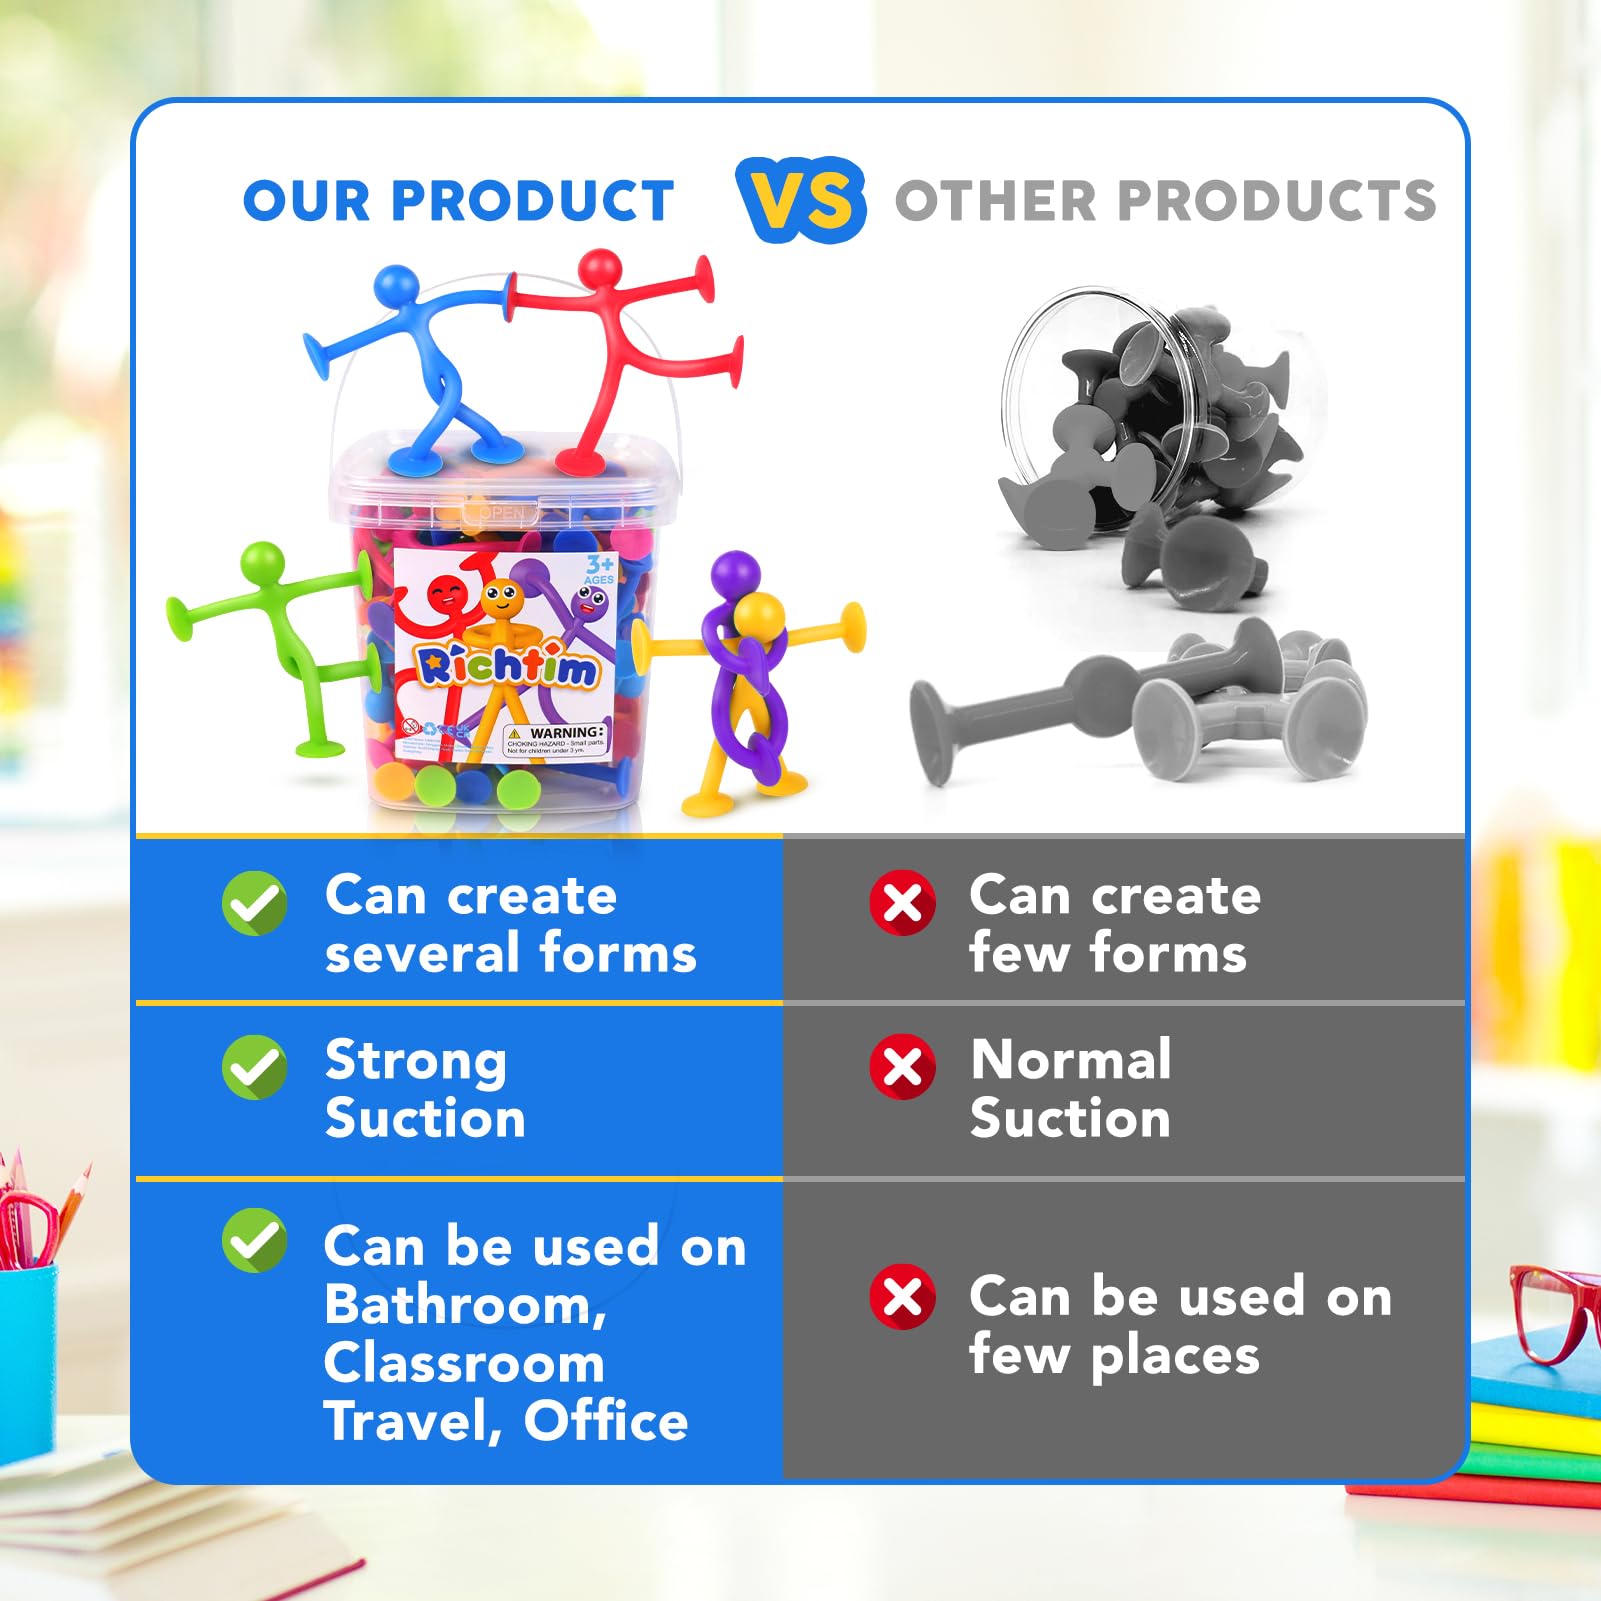 OUR PRODUCT VS OTHER PRODUCTS
OPEN
3+
AGES
Richtim
WARNING:
CHOKING HAZARD - Small parts.
Not for children under 3 yrs.
Can create
several forms
Can create
few forms
Strong
Suction
Normal
Suction
Can be used on
Bathroom,
Classroom
Travel, Office
Can be used on
few places